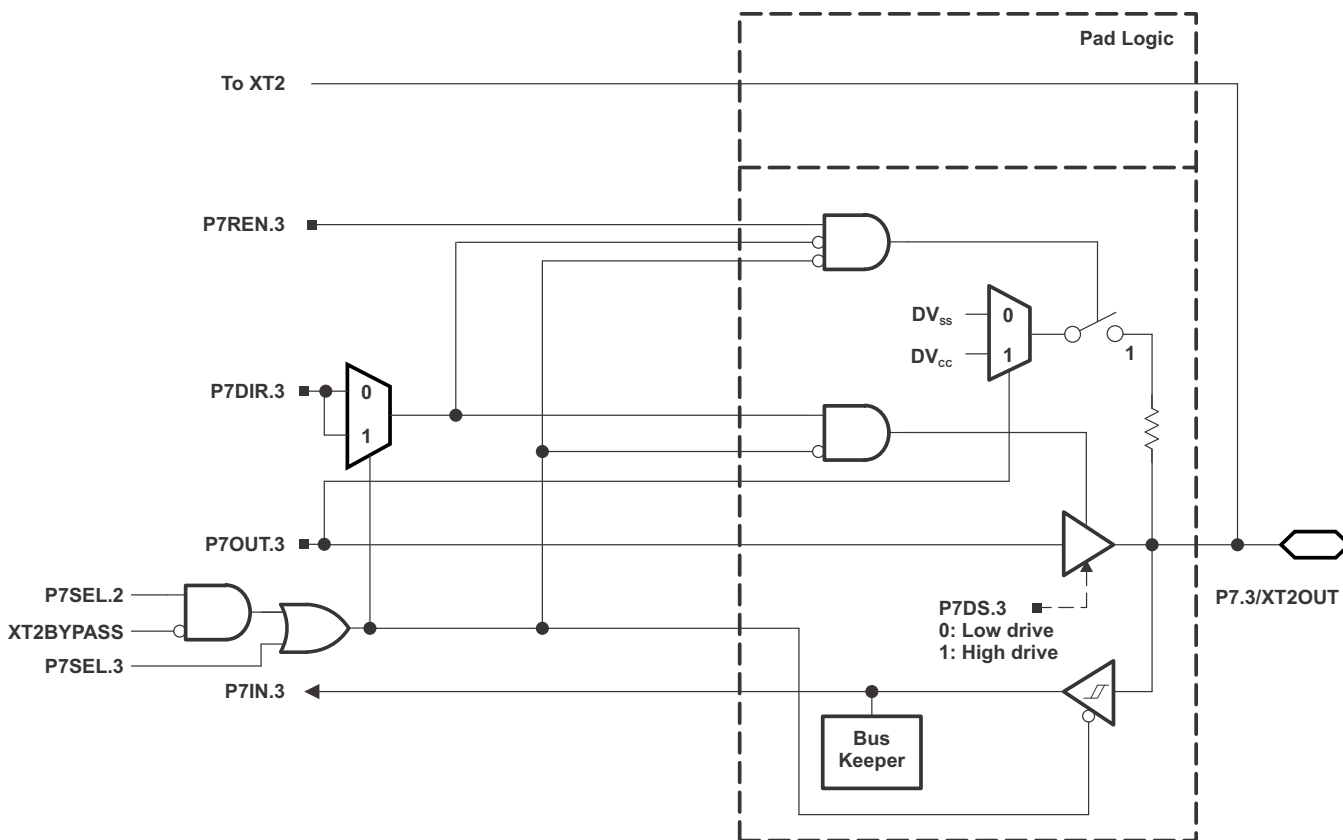 Pad Logic
To XT2
P7REN.3
DVSS
0
DVCC
1
1
P7DIR.3
0
1
P7OUT.3
P7SEL.2
XT2BYPASS
P7SEL.3
P7DS.3
0: Low drive
1: High drive
P7.3/XT2OUT
P7IN.3
Bus
Keeper